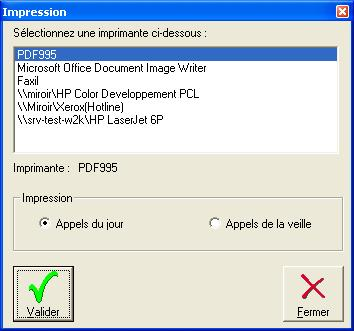 Impression
Sélectionnez une imprimante ci-dessous :
PDF995
Microsoft Office Document Image Writer
Faxil
\\miroir\HP Color Developpement PCL
\\Miroir\Xerox(Hotline)
\\srv-test-w2k\HP LaserJet 6P
Imprimante : PDF995
Impression
Appels du jour
Appels de la veille
Valider
Fermer